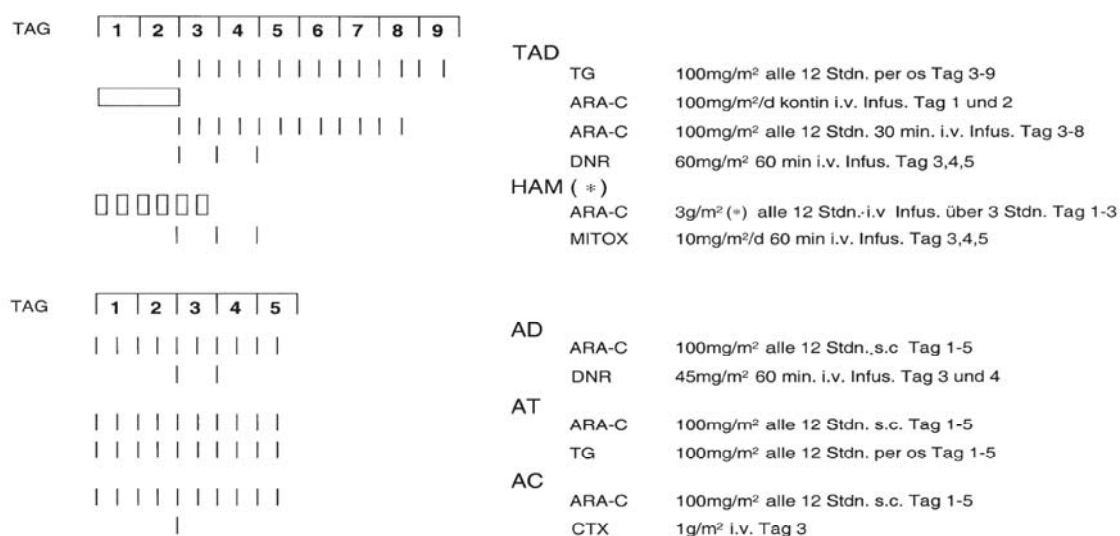 TAG 1 2 3 4 5 6 7 8 9
TAD
TG 100mg/m² alle 12 Stdn. per os Tag 3-9
ARA-C 100mg/m²/d kontin i.v. Infus. Tag 1 und 2
ARA-C 100mg/m² alle 12 Stdn. 30 min. i.v. Infus. Tag 3-8
DNR 60mg/m² 60 min i.v. Infus. Tag 3,4,5
HAM (*)
ARA-C 3g/m² (*) alle 12 Stdn. i.v Infus. über 3 Stdn. Tag 1-3
MITOX 10mg/m²/d 60 min i.v. Infus. Tag 3,4,5
TAG 1 2 3 4 5
AD
ARA-C 100mg/m² alle 12 Stdn. s.c Tag 1-5
DNR 45mg/m² 60 min. i.v. Infus. Tag 3 und 4
AT
ARA-C 100mg/m² alle 12 Stdn. s.c. Tag 1-5
TG 100mg/m² alle 12 Stdn. per os Tag 1-5
AC
ARA-C 100mg/m² alle 12 Stdn. s.c. Tag 1-5
CTX 1g/m² i.v. Tag 3